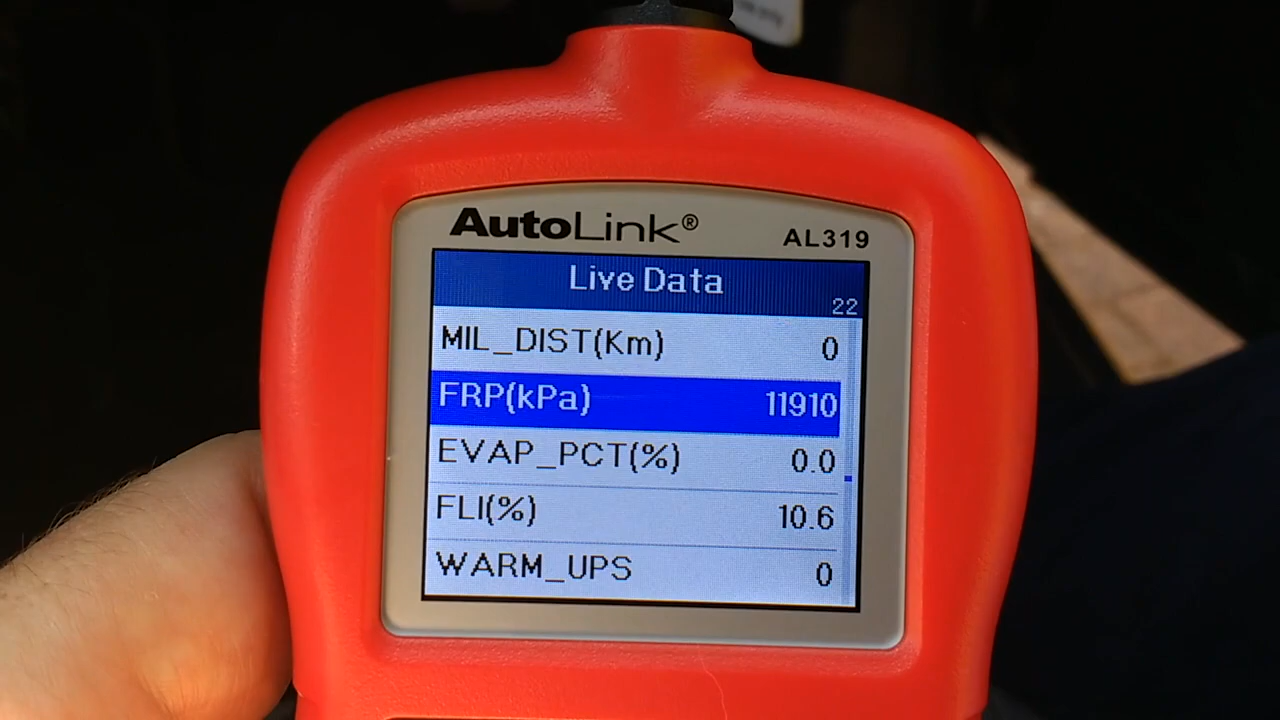 AutoLink®
AL319
Live Data
22
MIL_DIST(Km) 0
FRP(kPa) 11910
EVAP_PCT(%) 0.0
FLI(%) 10.6
WARM_UPS 0